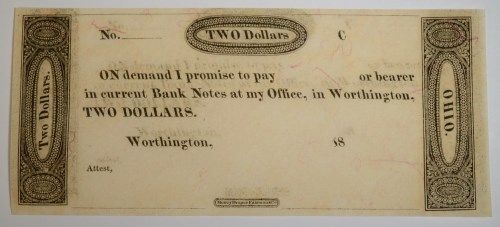 No. TWO Dollars C
Two Dollars.
ON demand I promise to pay or bearer
in current Bank Notes at my Office, in Worthington,
TWO DOLLARS.
Worthington, 18
Attest,
OHIO.